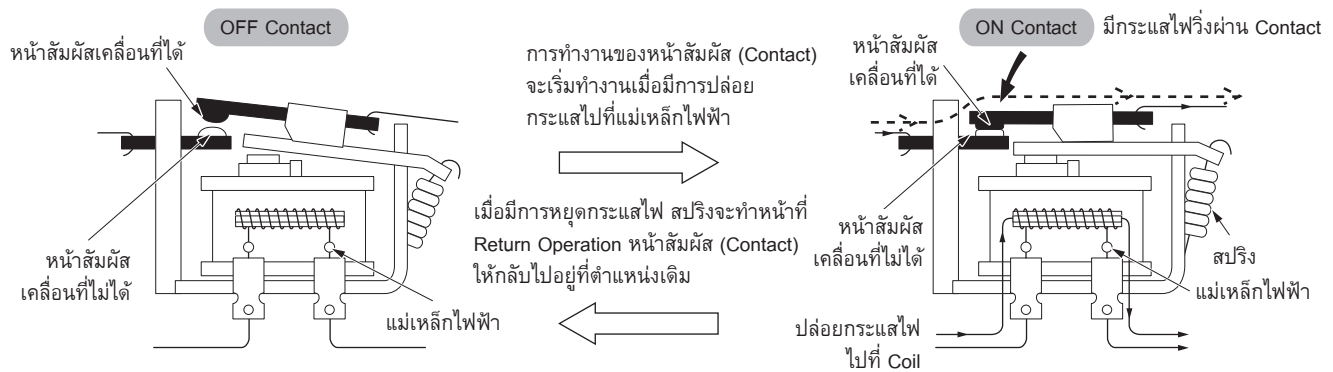 OFF Contact
หน้าสัมผัสเคลื่อนที่ได้
หน้าสัมผัส
เคลื่อนที่ไม่ได้
แม่เหล็กไฟฟ้า
การทำงานของหน้าสัมผัส (Contact)
จะเริ่มทำงานเมื่อมีการปล่อย
กระแสไปที่แม่เหล็กไฟฟ้า
เมื่อมีการหยุดกระแสไฟ สปริงจะทำหน้าที่
Return Operation หน้าสัมผัส (Contact)
ให้กลับไปอยู่ที่ตำแหน่งเดิม
ON Contact มีกระแสไฟวิ่งผ่าน Contact
หน้าสัมผัส
เคลื่อนที่ได้
หน้าสัมผัส
เคลื่อนที่ไม่ได้
สปริง
แม่เหล็กไฟฟ้า
ปล่อยกระแสไฟ
ไปที่ Coil